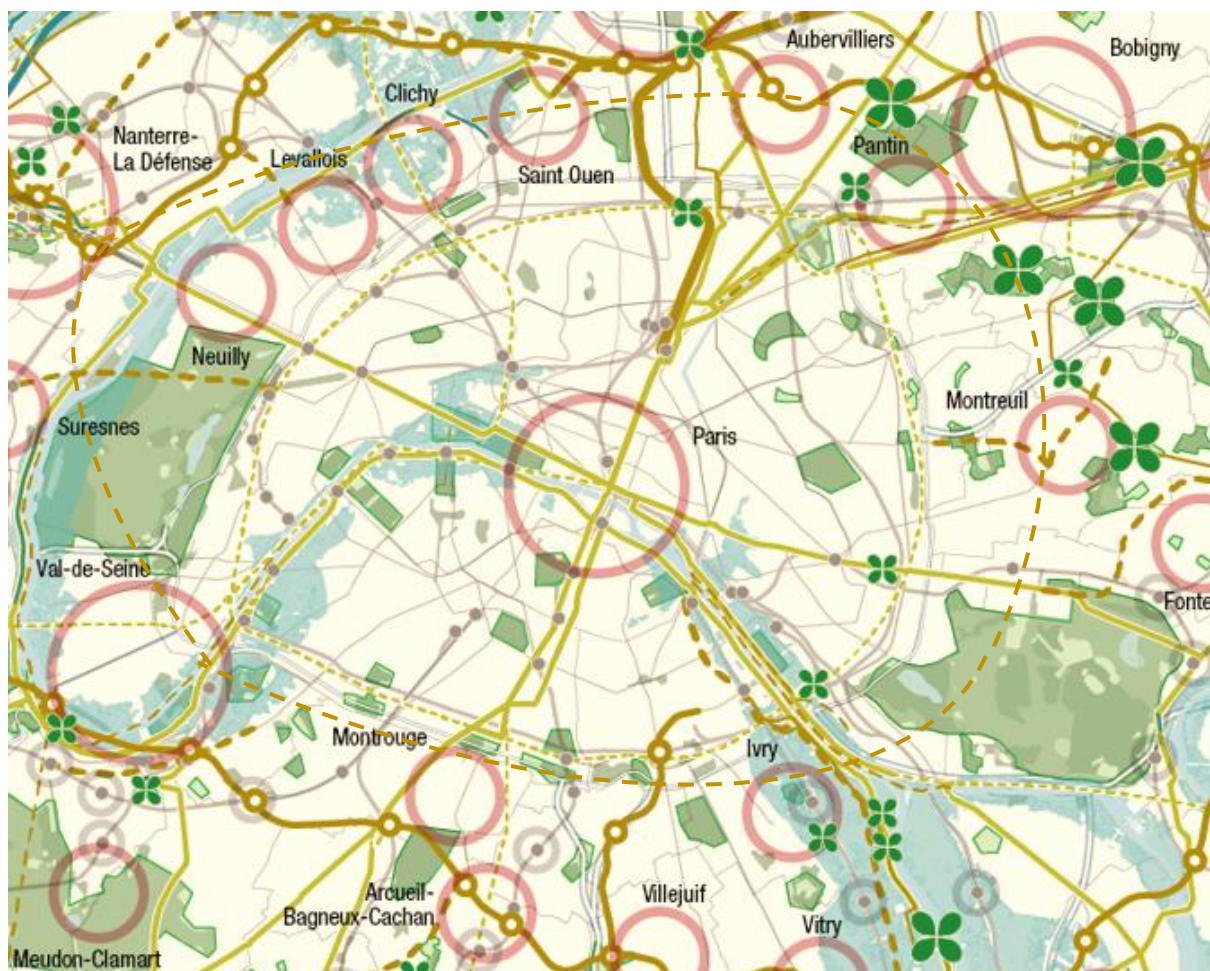 Aubervilliers
Bobigny
Clichy
Nanterre-
La Défense
Levallois
Pantin
Saint Ouen
Neuilly
Montreuil
Suresnes
Paris
Val-de-Seine
Fonte
Montrouge
Ivry
Arcueil-
Bagneux-Cachan
Villejuif
Vitry
Meudon-Clamart